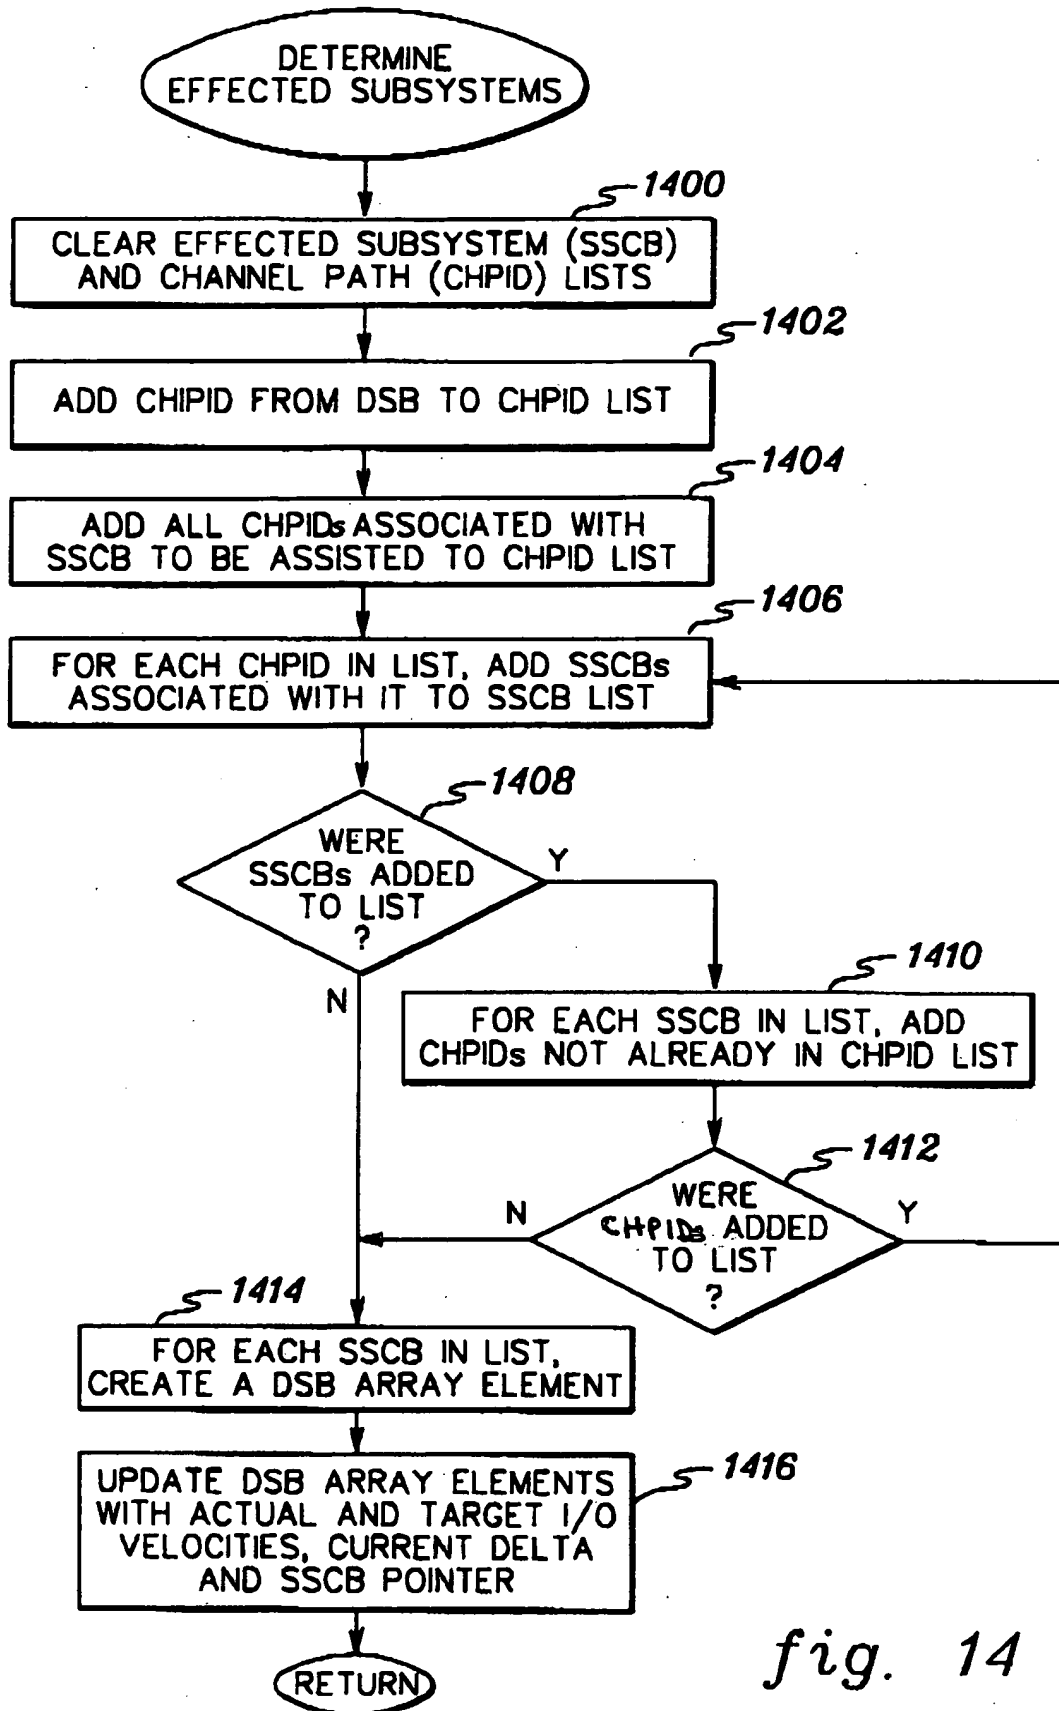 DETERMINE
EFFECTED SUBSYSTEMS
1400
CLEAR EFFECTED SUBSYSTEM (SSCB)
AND CHANNEL PATH (CHPID) LISTS
1402
ADD CHIPID FROM DSB TO CHPID LIST
1404
ADD ALL CHPIDs ASSOCIATED WITH
SSCB TO BE ASSISTED TO CHPID LIST
1406
FOR EACH CHPID IN LIST, ADD SSCBs
ASSOCIATED WITH IT TO SSCB LIST
1408
WERE
SSCBs ADDED
TO LIST
?
Y
N
1410
FOR EACH SSCB IN LIST, ADD
CHPIDs NOT ALREADY IN CHPID LIST
1412
WERE
CHPIDs ADDED
TO LIST
?
N
Y
1414
FOR EACH SSCB IN LIST,
CREATE A DSB ARRAY ELEMENT
1416
UPDATE DSB ARRAY ELEMENTS
WITH ACTUAL AND TARGET I/O
VELOCITIES, CURRENT DELTA
AND SSCB POINTER
RETURN
fig. 14